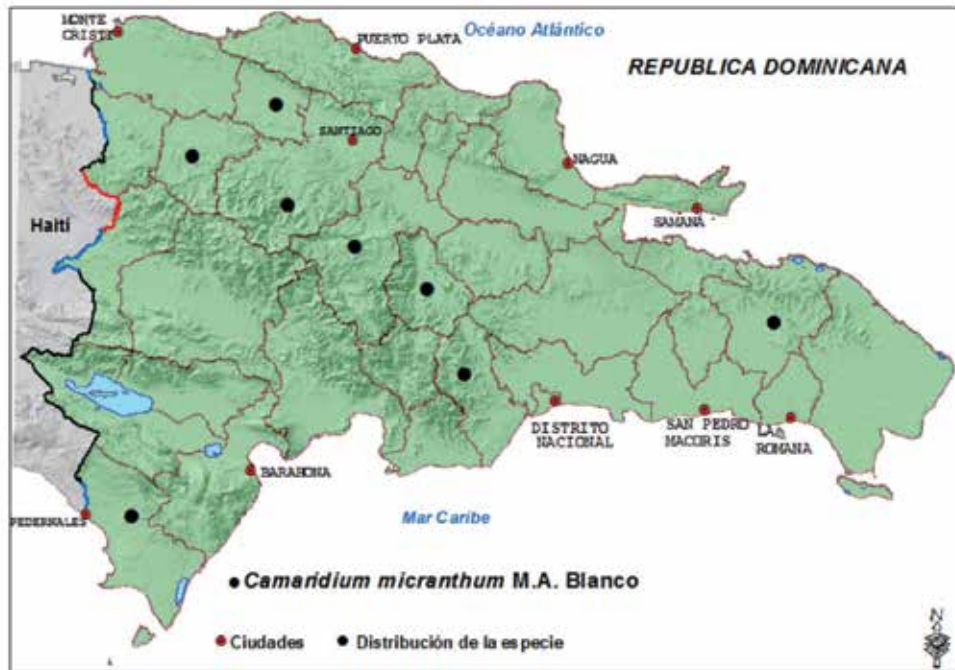 MONTE
CRISTI
PUERTO PLATA
Océano Atlántico
REPUBLICA DOMINICANA
SANTIAGO
NAGUA
Haití
SAMANA
DISTRITO
NACIONAL
SAN PEDRO
MACORIS
LA
ROMANA
BARAHONA
PEDERNALES
Mar Caribe
Camaridium micranthum M.A. Blanco
Ciudades
Distribución de la especie
N